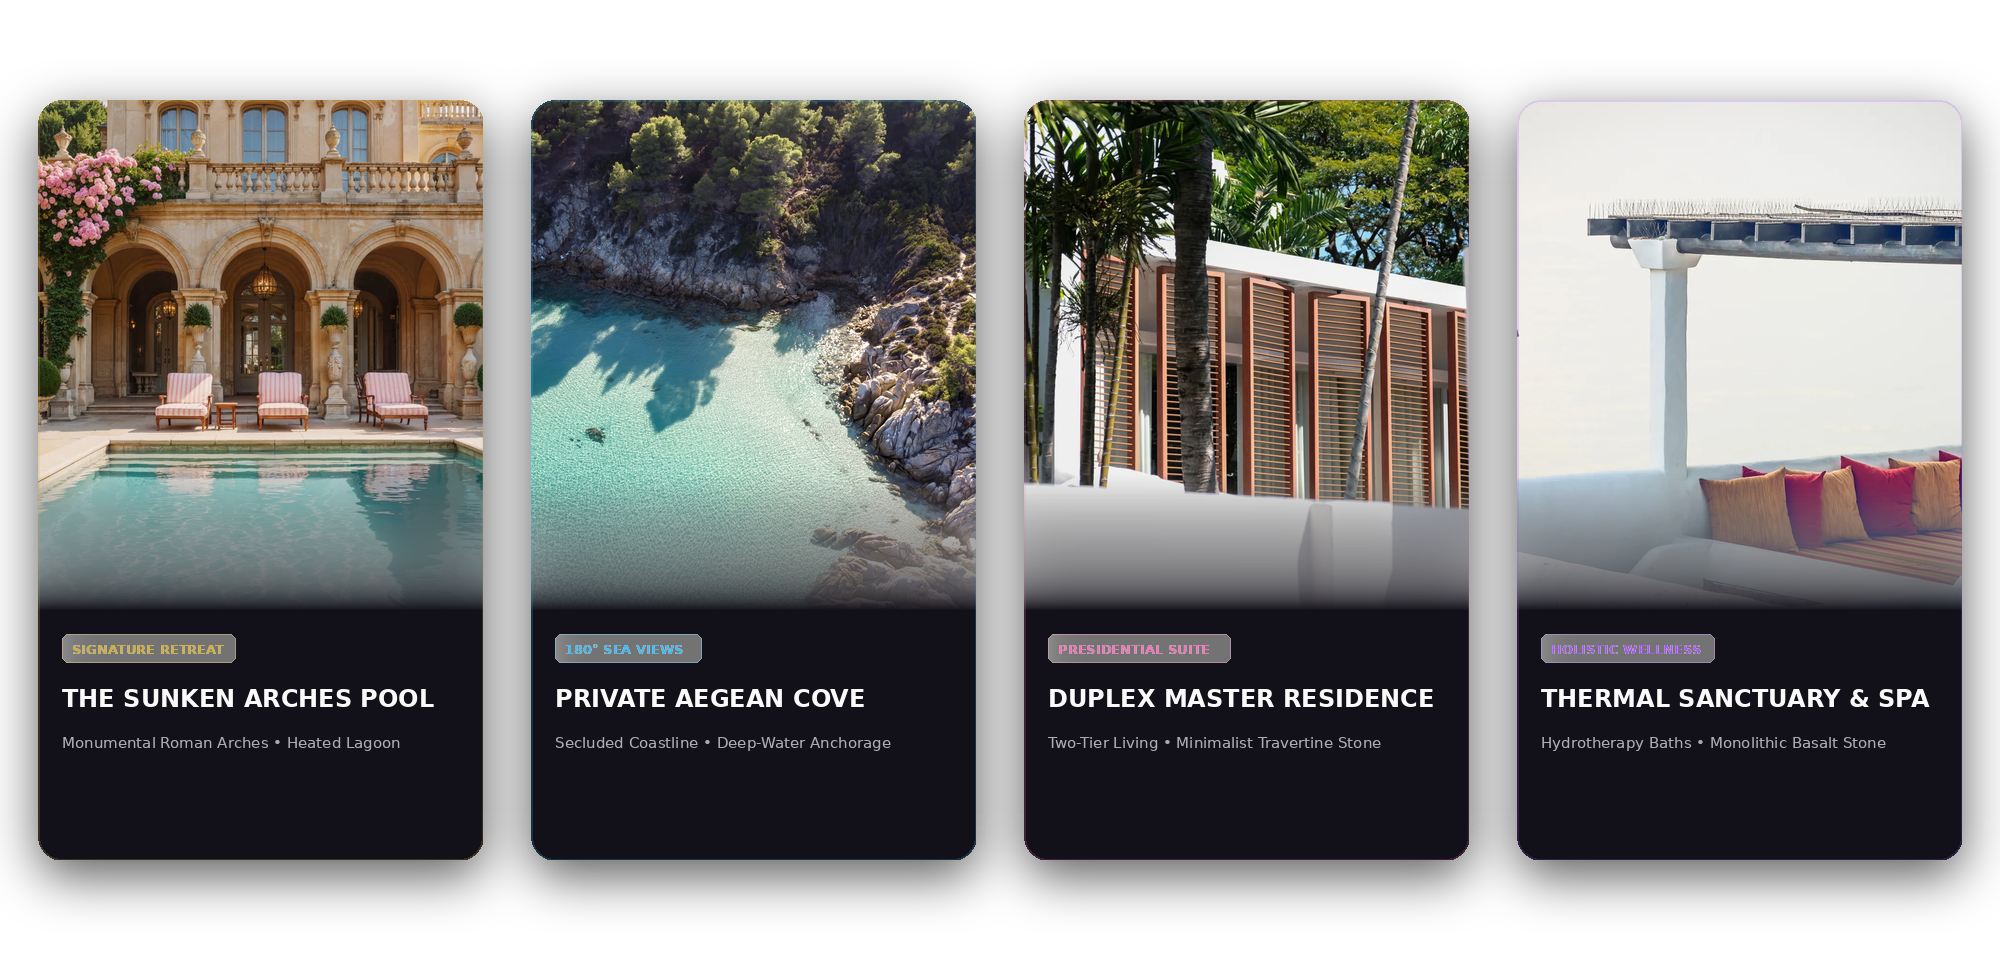 SIGNATURE RETREAT
THE SUNKEN ARCHES POOL
Monumental Roman Arches • Heated Lagoon
180° SEA VIEWS
PRIVATE AEGEAN COVE
Secluded Coastline • Deep-Water Anchorage
PRESIDENTIAL SUITE
DUPLEX MASTER RESIDENCE
Two-Tier Living • Minimalist Travertine Stone
HOLISTIC WELLNESS
THERMAL SANCTUARY & SPA
Hydrotherapy Baths • Monolithic Basalt Stone